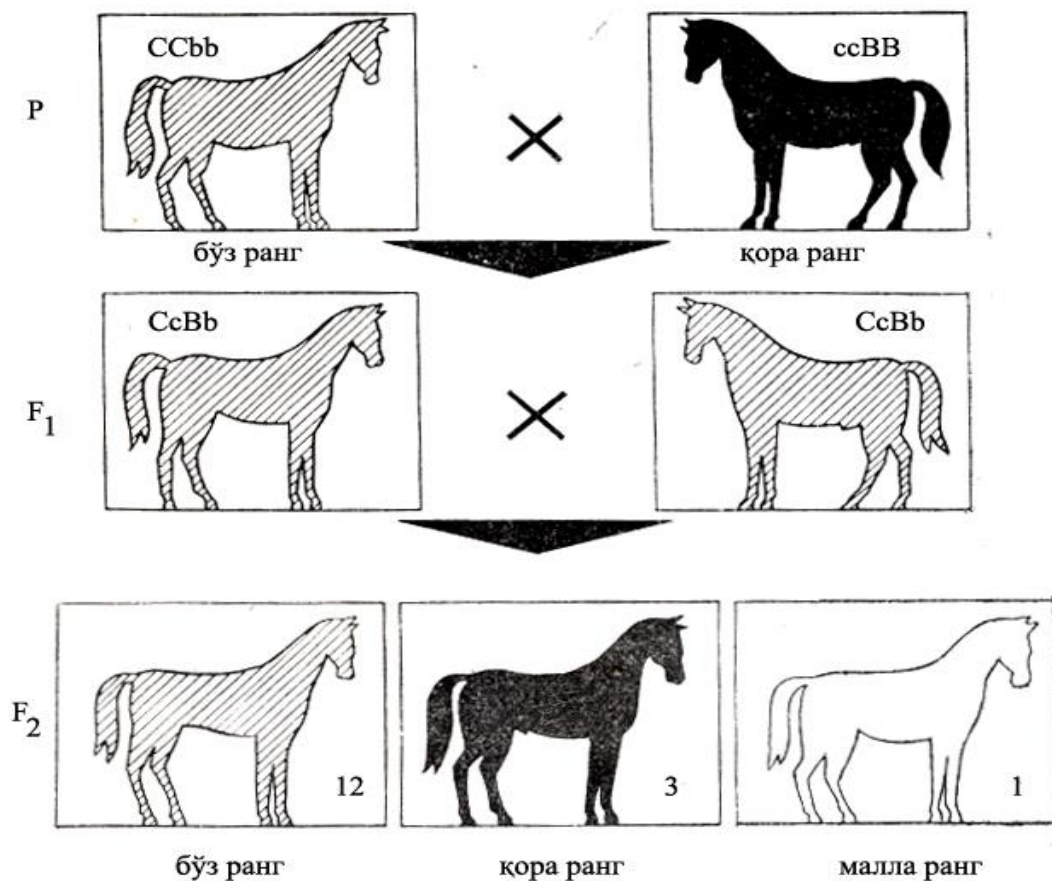 CCbb
ccBB
P
бўз ранг
қора ранг
CcBb
CcBb
F1
F2
12
3
1
бўз ранг
қора ранг
малла ранг